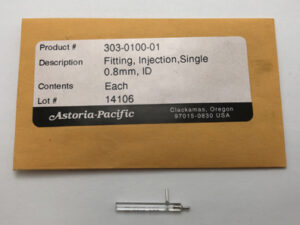 Product # 303-0100-01
Description Fitting, Injection,Single
0.8mm, ID
Contents Each
Lot # 14106
Astoria-Pacific
Clackamas, Oregon
97015-0830 USA